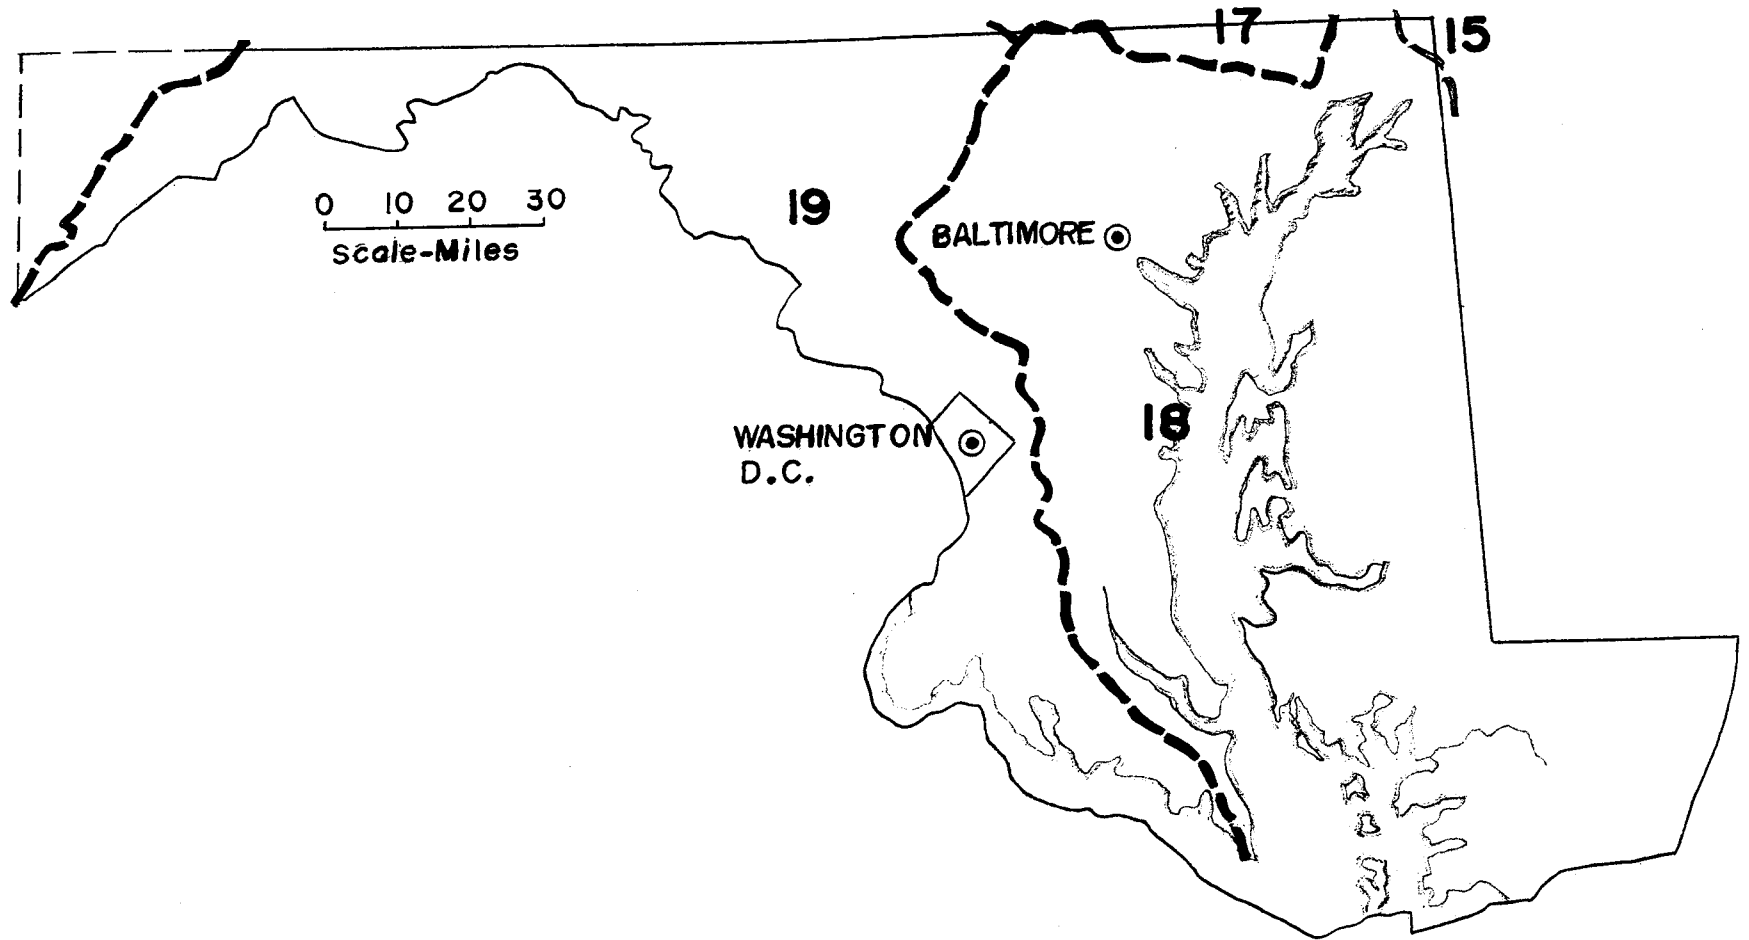 17
15
0 10 20 30
Scale-Miles
19
BALTIMORE
18
WASHINGTON
D.C.